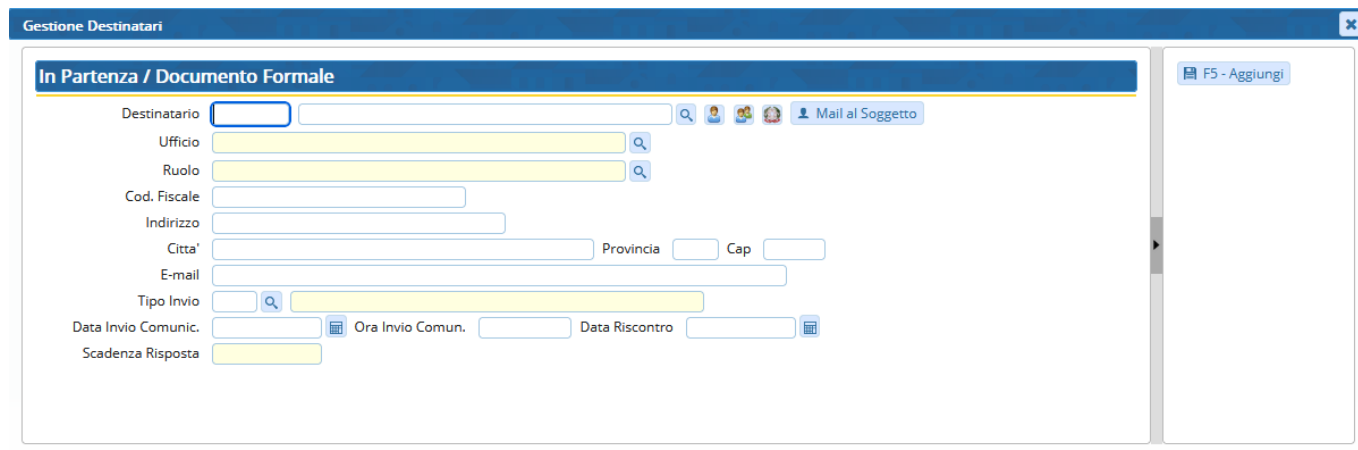 Gestione Destinatari
In Partenza / Documento Formale
F5 - Aggiungi
Destinatario
Mail al Soggetto
Ufficio
Ruolo
Cod. Fiscale
Indirizzo
Citta' Provincia Cap
E-mail
Tipo Invio
Data Invio Comunic. Ora Invio Comun. Data Riscontro
Scadenza Risposta